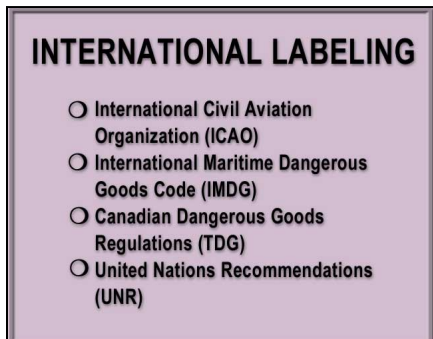 INTERNATIONAL LABELING
International Civil Aviation
Organization (ICAO)
International Maritime Dangerous
Goods Code (IMDG)
Canadian Dangerous Goods
Regulations (TDG)
United Nations Recommendations
(UNR)